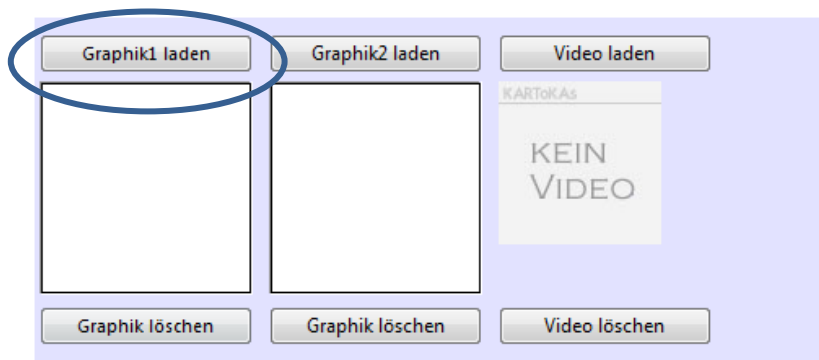 Graphik1 laden
Graphik2 laden
Video laden
KARToKAs
KEIN
VIDEO
Graphik löschen
Graphik löschen
Video löschen